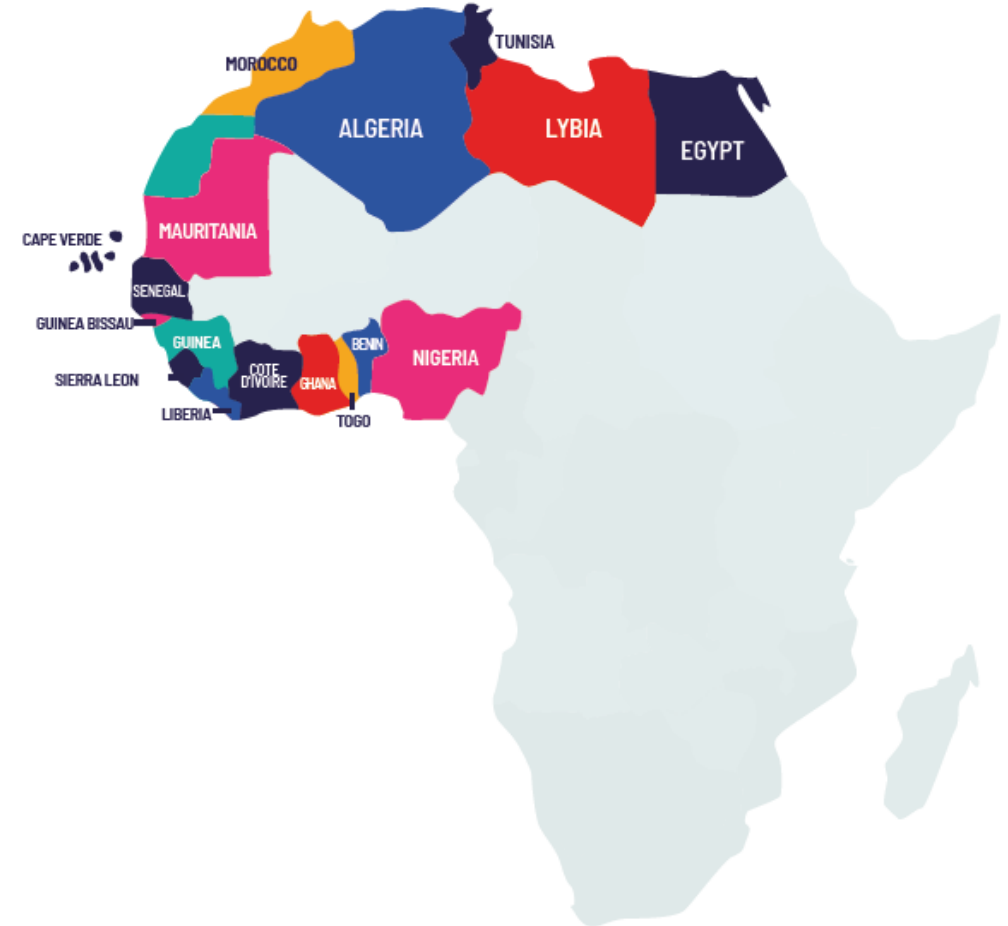 TUNISIA
MOROCCO
ALGERIA
LYBIA
EGYPT
MAURITANIA
CAPE VERDE
SENEGAL
GUINEA BISSAU
GUINEA
BENIN
NIGERIA
COTE
D'IVOIRE
SIERRA LEON
GHANA
LIBERIA
TOGO